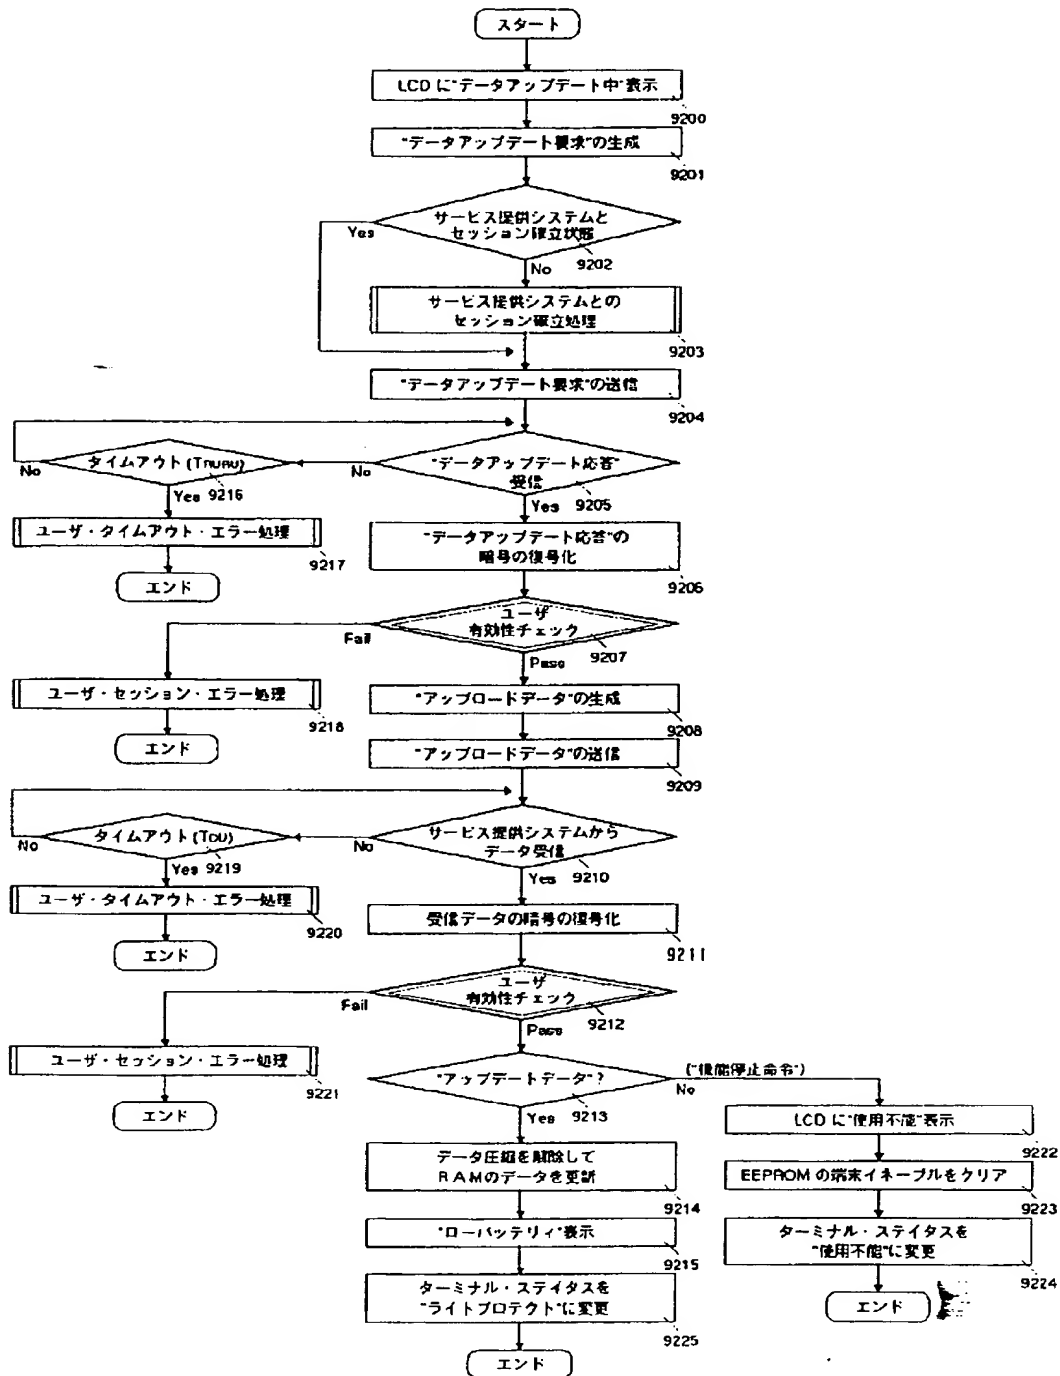 スタート
LCDに"データアップデート中"表示
9200
"データアップデート要求"の生成
9201
サービス提供システムと
セッション確立状態
9202
Yes
No
サービス提供システムとの
セッション確立処理
9203
"データアップデート要求"の送信
9204
"データアップデート応答"
受信
9205
No
Yes
タイムアウト
9216
No
Yes
ユーザ・タイムアウト・エラー処理
9217
エンド
"データアップデート応答"の
暗号の復号化
9206
ユーザ
有効性チェック
9207
Fail
Pass
ユーザ・セッション・エラー処理
9218
エンド
"アップロードデータ"の生成
9208
"アップロードデータ"の送信
9209
サービス提供システムから
データ受信
9210
No
Yes
タイムアウト(TDU)
9219
No
Yes
ユーザ・タイムアウト・エラー処理
9220
エンド
受信データの暗号の復号化
9211
ユーザ
有効性チェック
9212
Fail
Pass
ユーザ・セッション・エラー処理
9221
エンド
"アップデートデータ"?
9213
("機能停止命令")
No
Yes
LCDに"使用不能"表示
9222
EEPROMの端末イネーブルをクリア
9223
ターミナル・ステイタスを
"使用不能"に変更
9224
エンド
データ圧縮を解除して
RAMのデータを更新
9214
"ローバッテリィ"表示
9215
ターミナル・ステイタスを
"ライトプロテクト"に変更
9225
エンド